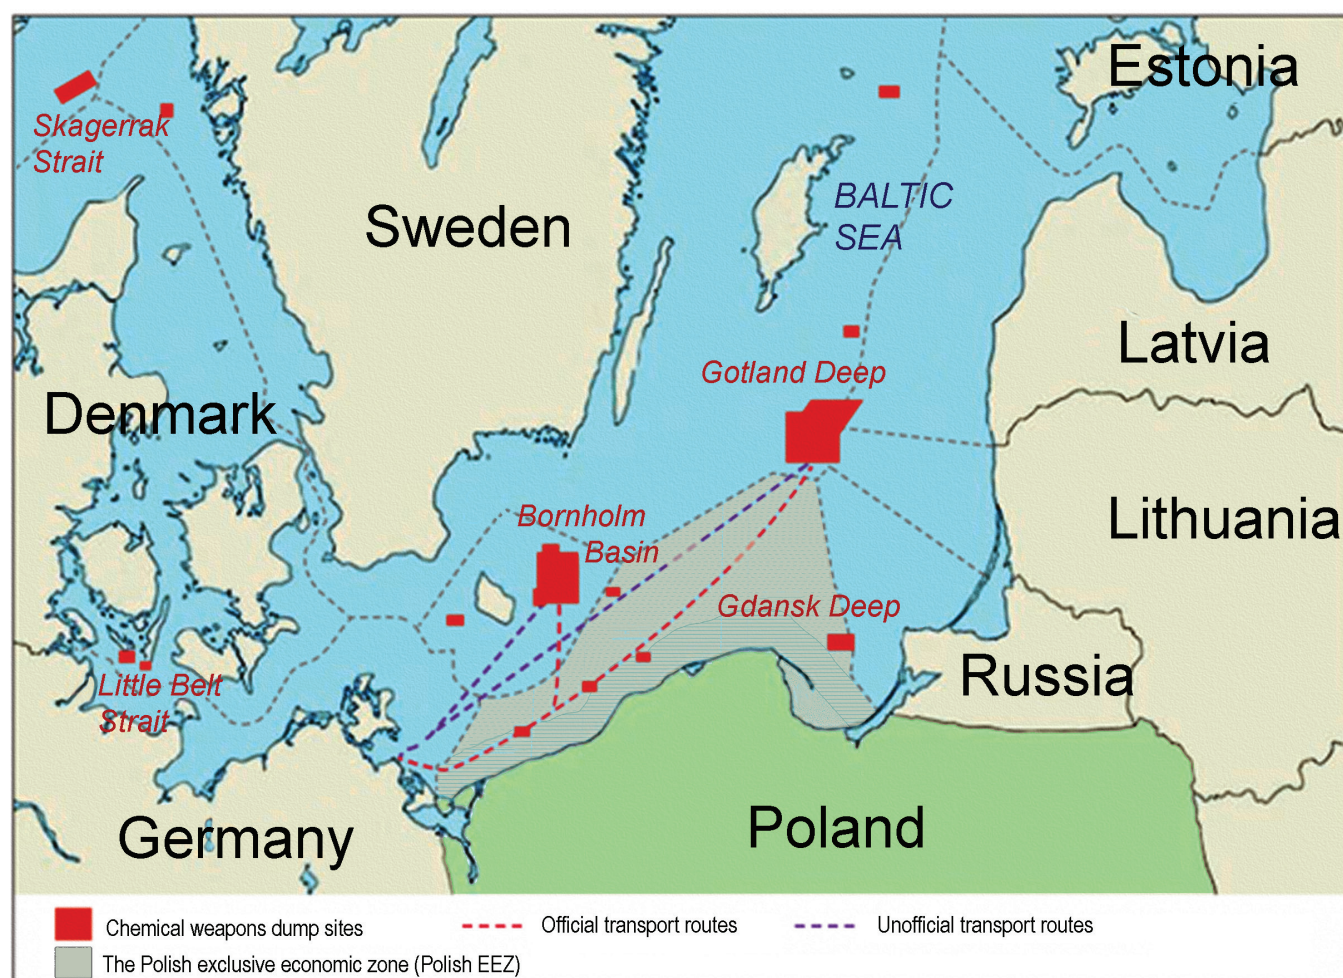 Estonia
Skagerrak
Strait
BALTIC
SEA
Sweden
Latvia
Gotland Deep
Denmark
Bornholm
Basin
Lithuania
Gdansk Deep
Russia
Little Belt
Strait
Poland
Germany
Chemical weapons dump sites
Official transport routes
Unofficial transport routes
The Polish exclusive economic zone (Polish EEZ)